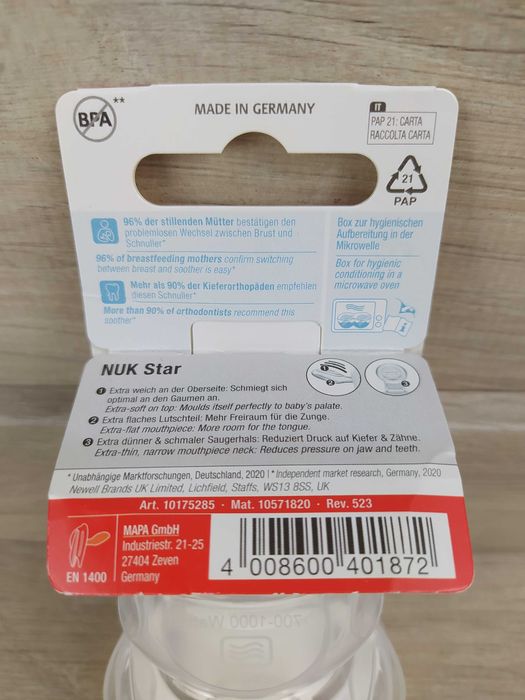 BPA**
MADE IN GERMANY
IT
PAP 21: CARTA
RACCOLTA CARTA
21
PAP
96% der stillenden Mütter bestätigen den
problemlosen Wechsel zwischen Brust und
Schnuller*
96% of breastfeeding mothers confirm switching
between breast and soother is easy*
Mehr als 90% der Kieferorthopäden empfehlen
diesen Schnuller*
More than 90% of orthodontists recommend this
soother*
Box zur hygienischen
Aufbereitung in der
Mikrowelle
Box for hygienic
conditioning in a
microwave oven
NUK Star
1 Extra weich an der Oberseite: Schmiegt sich
optimal an den Gaumen an.
Extra-soft on top: Moulds itself perfectly to baby's palate.
2 Extra flaches Lutschteil: Mehr Freiraum für die Zunge.
Extra-flat mouthpiece: More room for the tongue.
3 Extra dünner & schmaler Saugerhals: Reduziert Druck auf Kiefer & Zähne.
Extra-thin, narrow mouthpiece neck: Reduces pressure on jaw and teeth.
1
2
3
* Unabhängige Marktforschungen, Deutschland, 2020 | * Independent market research, Germany, 2020
Newell Brands UK Limited, Lichfield, Staffs, WS13 8SS, UK
Art. 10175285 - Mat. 10571820 - Rev. 523
EN 1400
MAPA GmbH
Industriestr. 21-25
27404 Zeven
Germany
4 008600 401872